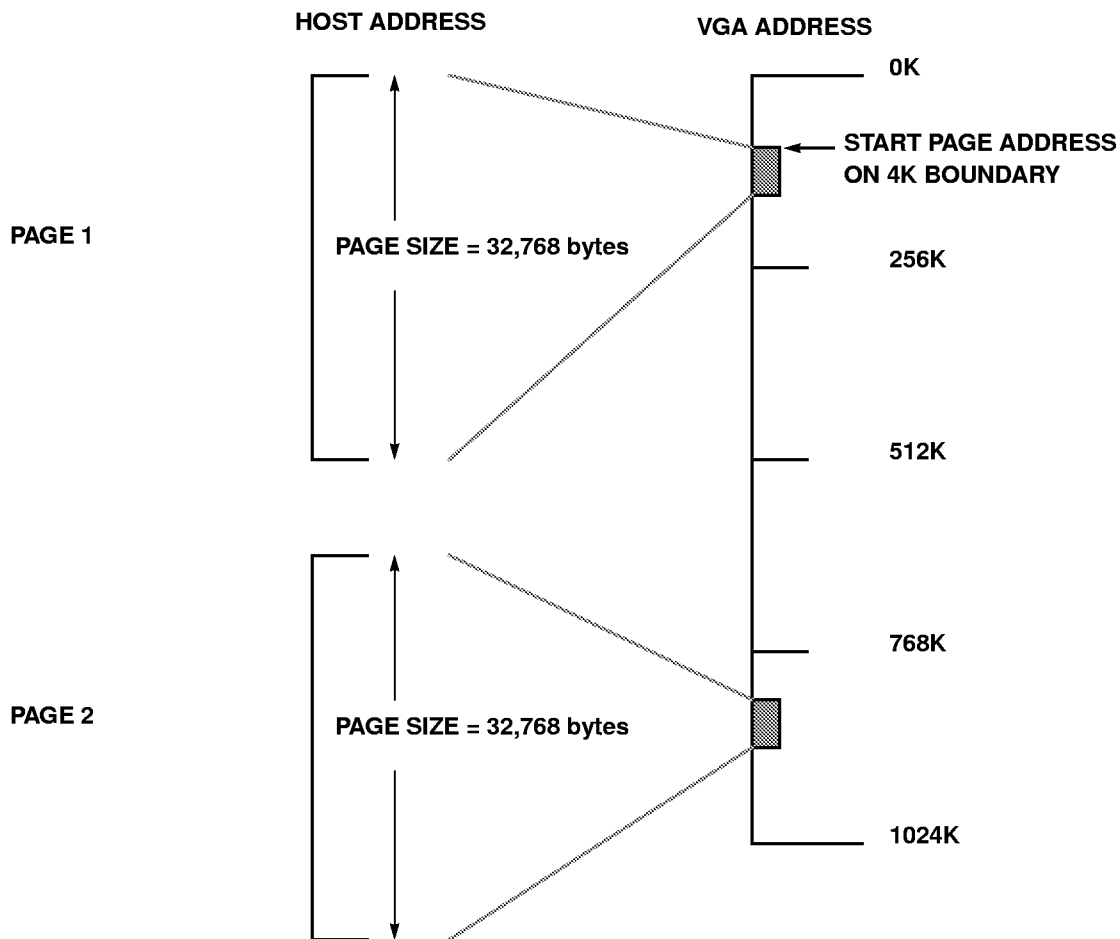 HOST ADDRESS
VGA ADDRESS
0K
START PAGE ADDRESS
ON 4K BOUNDARY
PAGE 1
PAGE SIZE = 32,768 bytes
256K
512K
768K
PAGE 2
PAGE SIZE = 32,768 bytes
1024K